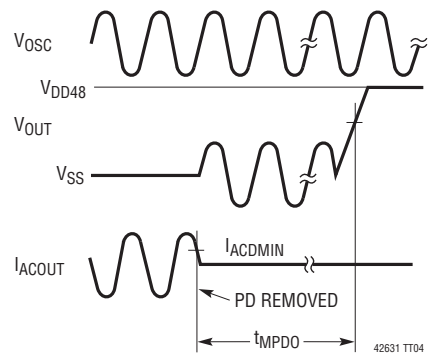 VOSC
VDD48
VOUT
VSS
IACDMIN
IACOUT
PD REMOVED
tMPDO
42631 TT04